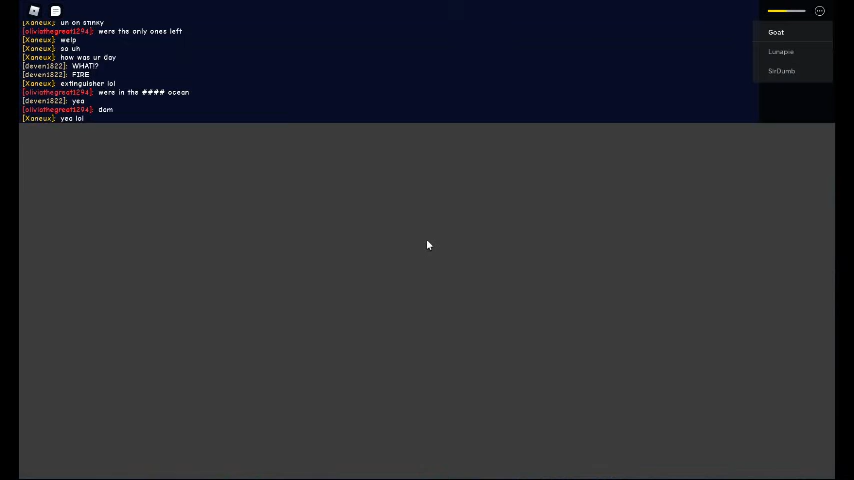 [Xaneux]: un on stinky
[oliviathegreat1294]: were the only ones left
[Xaneux]: welp
[Xaneux]: so uh
[Xaneux]: how was ur day
[deven1822]: WHAT!?
[deven1822]: FIRE
[Xaneux]: extinguisher lol
[oliviathegreat1294]: were in the #### ocean
[deven1822]: yea
[oliviathegreat1294]: dam
[Xaneux]: yea lol
Goat
Lunapie
SirDumb